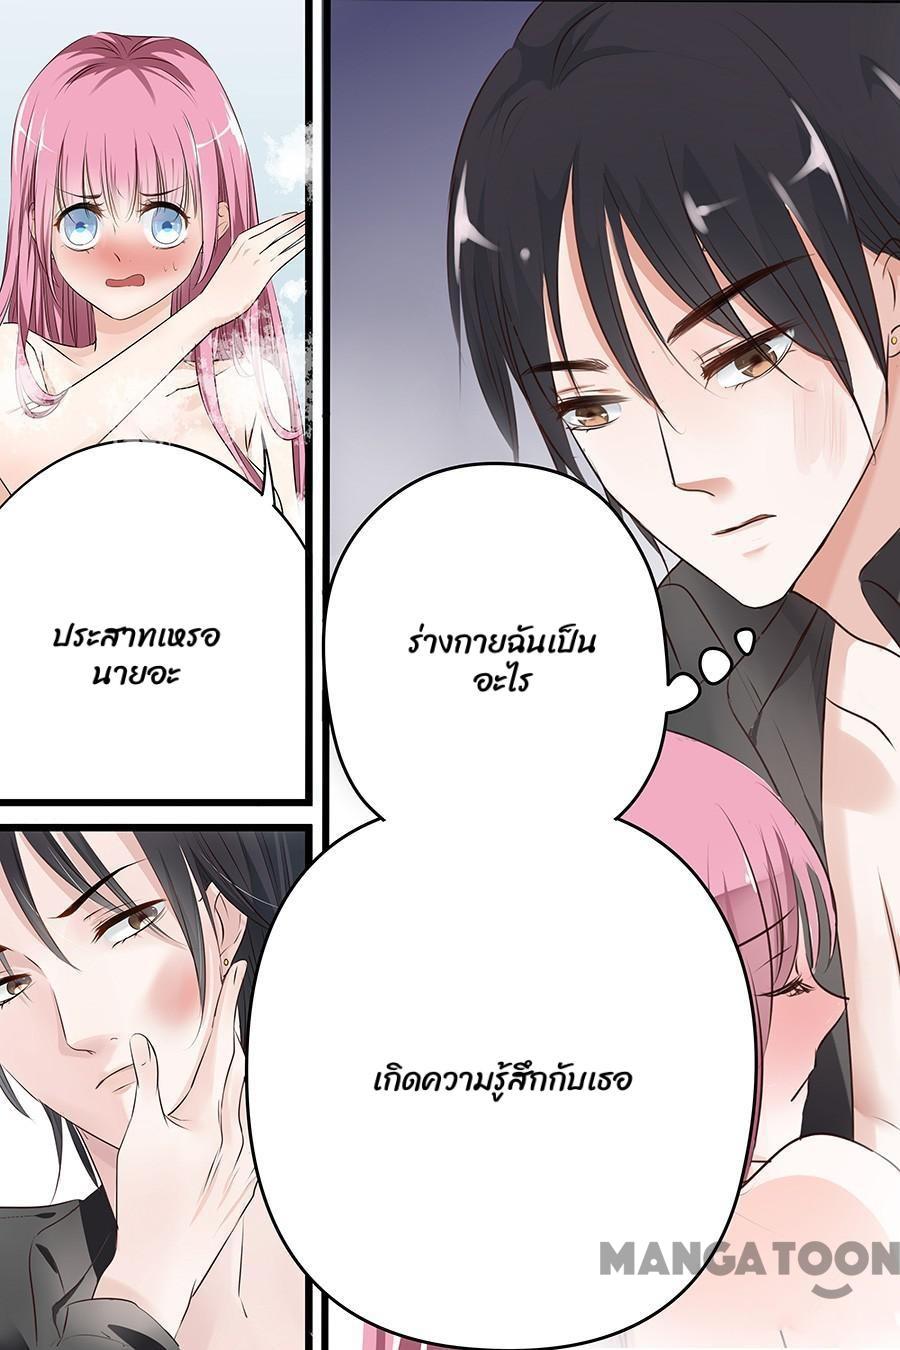 ประสาทเหรอ
นายอะ
ร่างกายฉันเป็น
อะไร
เกิดความรู้สึกกับเธอ
MANGATOON